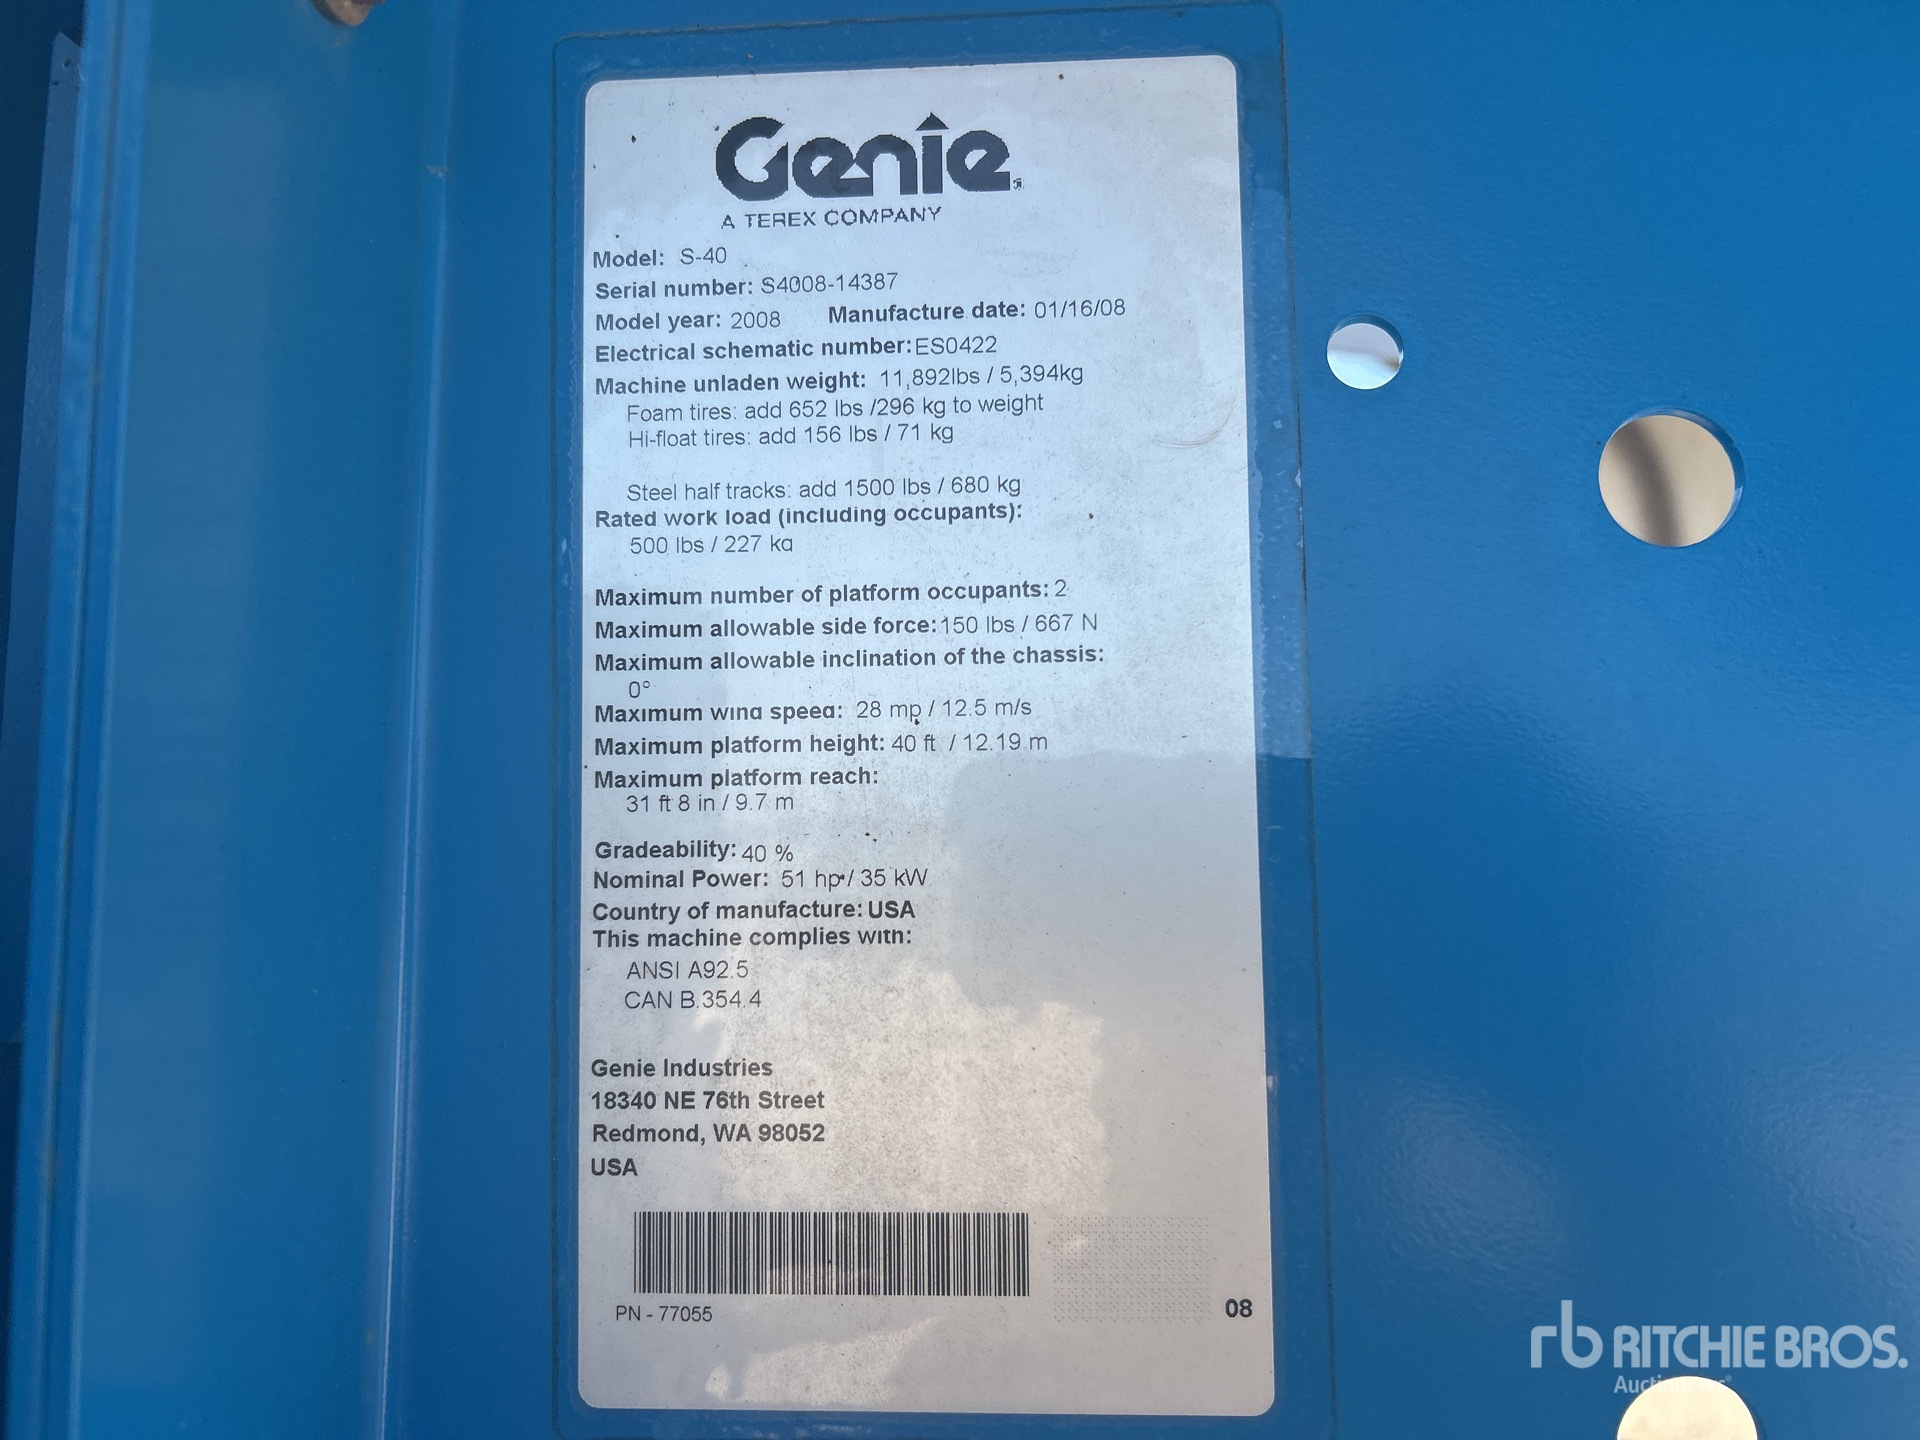 Genie
A TEREX COMPANY
Model: S-40
Serial number: S4008-14387
Model year: 2008 Manufacture date: 01/16/08
Electrical schematic number: ES0422
Machine unladen weight: 11,892lbs / 5,394kg
Foam tires: add 652 lbs /296 kg to weight
Hi-float tires: add 156 lbs / 71 kg
Steel half tracks: add 1500 lbs / 680 kg
Rated work load (including occupants):
500 lbs / 227 kg
Maximum number of platform occupants: 2
Maximum allowable side force: 150 lbs / 667 N
Maximum allowable inclination of the chassis:
0°
Maximum wind speed: 28 mp / 12.5 m/s
Maximum platform height: 40 ft / 12.19 m
Maximum platform reach:
31 ft 8 in / 9.7 m
Gradeability: 40 %
Nominal Power: 51 hp / 35 kW
Country of manufacture: USA
This machine complies with:
ANSI A92.5
CAN B.354.4
Genie Industries
18340 NE 76th Street
Redmond, WA 98052
USA
PN - 77055
08
rb RITCHIE BROS.